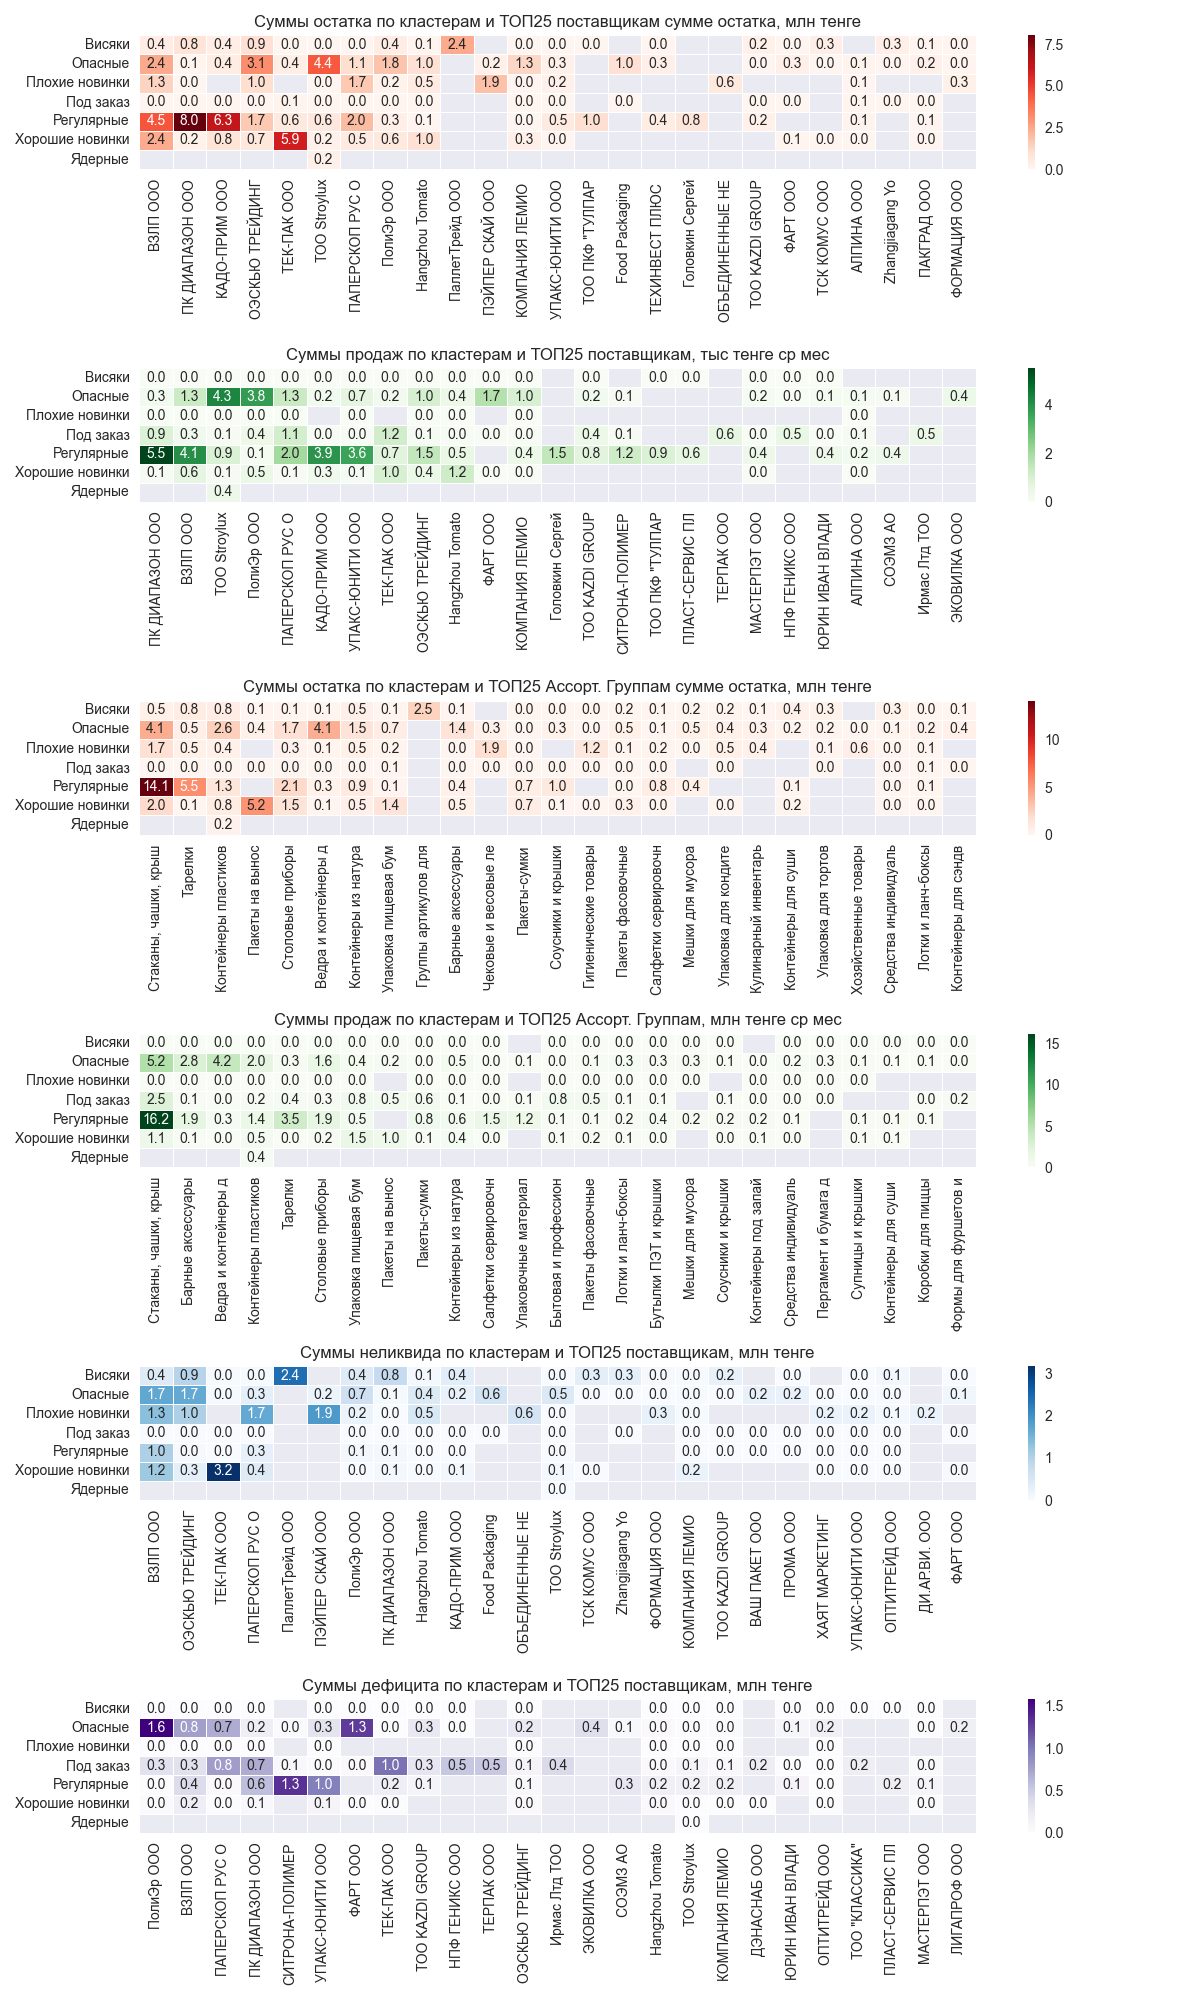 Суммы остатка по кластерам и ТОП25 поставщикам сумме остатка, млн тенге
Висяки 0.4 0.8 0.4 0.9 0.0 0.0 0.0 0.4 0.1 2.4 0.0 0.0 0.0 0.0 0.2 0.0 0.3 0.3 0.1 0.0
Опасные 2.4 0.1 0.4 3.1 0.4 4.4 1.1 1.8 1.0 0.2 1.3 0.3 1.0 0.3 0.0 0.3 0.0 0.1 0.0 0.2 0.0
Плохие новинки 1.3 0.0 1.0 0.0 1.7 0.2 0.5 1.9 0.0 0.2 0.6 0.1 0.3
Под заказ 0.0 0.0 0.0 0.0 0.1 0.0 0.0 0.0 0.0 0.0 0.0 0.0 0.0 0.0 0.1 0.0 0.0
Регулярные 4.5 8.0 6.3 1.7 0.6 0.6 2.0 0.3 0.1 0.0 0.5 1.0 0.4 0.8 0.2 0.1 0.1
Хорошие новинки 2.4 0.2 0.8 0.7 5.9 0.2 0.5 0.6 1.0 0.3 0.0 0.1 0.0 0.0 0.0
Ядерные 0.2
7.5
5.0
2.5
0.0
ВЗЛП ООО
ПК ДИАПАЗОН ООО
КАДО-ПРИМ ООО
ОЭСКЬЮ ТРЕЙДИНГ
ТЕК-ПАК ООО
ТОО Stroylux
ПАПЕРСКОП РУС О
ПолиЭр ООО
Hangzhou Tomato
ПаллетТрейд ООО
ПЭЙПЕР СКАЙ ООО
КОМПАНИЯ ЛЕМИО
УПАКС-ЮНИТИ ООО
ТОО ПКФ "ТУЛПАР
Food Packaging
ТЕХИНВЕСТ ПЛЮС
Головкин Сергей
ОБЪЕДИНЕННЫЕ НЕ
ТОО KAZDI GROUP
ФАРТ ООО
ТСК КОМУС ООО
АЛПИНА ООО
Zhangjiagang Yo
ПАКГРАД ООО
ФОРМАЦИЯ ООО
Суммы продаж по кластерам и ТОП25 поставщикам, тыс тенге ср мес
Висяки 0.0 0.0 0.0 0.0 0.0 0.0 0.0 0.0 0.0 0.0 0.0 0.0 0.0 0.0 0.0 0.0 0.0 0.0
Опасные 0.3 1.3 4.3 3.8 1.3 0.2 0.7 0.2 1.0 0.4 1.7 1.0 0.2 0.1 0.2 0.0 0.1 0.1 0.1 0.4
Плохие новинки 0.0 0.0 0.0 0.0 0.0 0.0 0.0 0.0 0.0 0.0 0.0
Под заказ 0.9 0.3 0.1 0.4 1.1 0.0 0.0 1.2 0.1 0.0 0.0 0.0 0.4 0.1 0.6 0.0 0.5 0.0 0.1 0.5
Регулярные 5.5 4.1 0.9 0.1 2.0 3.9 3.6 0.7 1.5 0.5 0.4 1.5 0.8 1.2 0.9 0.6 0.4 0.4 0.2 0.4
Хорошие новинки 0.1 0.6 0.1 0.5 0.1 0.3 0.1 1.0 0.4 1.2 0.0 0.0 0.0 0.0
Ядерные 0.4
4
2
0
ПК ДИАПАЗОН ООО
ВЗЛП ООО
ТОО Stroylux
ПолиЭр ООО
ПАПЕРСКОП РУС О
КАДО-ПРИМ ООО
УПАКС-ЮНИТИ ООО
ТЕК-ПАК ООО
ОЭСКЬЮ ТРЕЙДИНГ
Hangzhou Tomato
ФАРТ ООО
КОМПАНИЯ ЛЕМИО
Головкин Сергей
ТОО KAZDI GROUP
СИТРОНА-ПОЛИМЕР
ТОО ПКФ "ТУЛПАР
ПЛАСТ-СЕРВИС ПЛ
ТЕРПАК ООО
МАСТЕРПЭТ ООО
НПФ ГЕНИКС ООО
ЮРИН ИВАН ВЛАДИ
АЛПИНА ООО
СОЭМЗ АО
Ирмас Лтд ТОО
ЭКОВИЛКА ООО
Суммы остатка по кластерам и ТОП25 Ассорт. Группам сумме остатка, млн тенге
Висяки 0.5 0.8 0.8 0.1 0.1 0.1 0.5 0.1 2.5 0.1 0.0 0.0 0.0 0.2 0.1 0.2 0.2 0.1 0.4 0.3 0.3 0.0 0.1
Опасные 4.1 0.5 2.6 0.4 1.7 4.1 1.5 0.7 1.4 0.3 0.0 0.3 0.0 0.5 0.1 0.5 0.4 0.3 0.2 0.2 0.0 0.1 0.2 0.4
Плохие новинки 1.7 0.5 0.4 0.3 0.1 0.5 0.2 0.0 1.9 0.0 1.2 0.1 0.2 0.0 0.5 0.4 0.1 0.6 0.0 0.1
Под заказ 0.0 0.0 0.0 0.0 0.0 0.0 0.0 0.1 0.0 0.0 0.0 0.0 0.0 0.0 0.0 0.0 0.0 0.0 0.1 0.0
Регулярные 14.1 5.5 1.3 2.1 0.3 0.9 0.1 0.4 0.7 1.0 0.0 0.8 0.4 0.1 0.0 0.1
Хорошие новинки 2.0 0.1 0.8 5.2 1.5 0.1 0.5 1.4 0.5 0.7 0.1 0.0 0.3 0.0 0.0 0.2 0.0 0.0
Ядерные 0.2
10
5
0
Стаканы, чашки, крыш
Тарелки
Контейнеры пластиков
Пакеты на вынос
Столовые приборы
Ведра и контейнеры д
Контейнеры из натура
Упаковка пищевая бум
Группы артикулов для
Барные аксессуары
Чековые и весовые ле
Пакеты-сумки
Соусники и крышки
Гигиенические товары
Пакеты фасовочные
Салфетки сервировочн
Мешки для мусора
Упаковка для кондите
Кулинарный инвентарь
Контейнеры для суши
Упаковка для тортов
Хозяйственные товары
Средства индивидуаль
Лотки и ланч-боксы
Контейнеры для сэндв
Суммы продаж по кластерам и ТОП25 Ассорт. Группам, млн тенге ср мес
Висяки 0.0 0.0 0.0 0.0 0.0 0.0 0.0 0.0 0.0 0.0 0.0 0.0 0.0 0.0 0.0 0.0 0.0 0.0 0.0 0.0 0.0 0.0 0.0
Опасные 5.2 2.8 4.2 2.0 0.3 1.6 0.4 0.2 0.0 0.5 0.0 0.1 0.0 0.1 0.3 0.3 0.3 0.1 0.0 0.2 0.3 0.1 0.1 0.1 0.0
Плохие новинки 0.0 0.0 0.0 0.0 0.0 0.0 0.0 0.0 0.0 0.0 0.0 0.0 0.0 0.0 0.0 0.0 0.0 0.0 0.0
Под заказ 2.5 0.1 0.0 0.2 0.4 0.3 0.8 0.5 0.6 0.1 0.0 0.1 0.8 0.5 0.1 0.1 0.1 0.0 0.0 0.0 0.0 0.2
Регулярные 16.2 1.9 0.3 1.4 3.5 1.9 0.5 0.8 0.6 1.5 1.2 0.1 0.1 0.2 0.4 0.2 0.2 0.2 0.1 0.1 0.1 0.1
Хорошие новинки 1.1 0.1 0.0 0.5 0.0 0.2 1.5 1.0 0.1 0.4 0.0 0.1 0.2 0.1 0.0 0.0 0.1 0.0 0.1 0.1
Ядерные 0.4
15
10
5
0
Стаканы, чашки, крыш
Барные аксессуары
Ведра и контейнеры д
Контейнеры пластиков
Тарелки
Столовые приборы
Упаковка пищевая бум
Пакеты на вынос
Пакеты-сумки
Контейнеры из натура
Салфетки сервировочн
Упаковочные материал
Бытовая и профессион
Пакеты фасовочные
Лотки и ланч-боксы
Бутылки ПЭТ и крышки
Мешки для мусора
Соусники и крышки
Контейнеры под запай
Средства индивидуаль
Пергамент и бумага д
Супницы и крышки
Контейнеры для суши
Коробки для пиццы
Формы для фуршетов и
Суммы неликвида по кластерам и ТОП25 поставщикам, млн тенге
Висяки 0.4 0.9 0.0 0.0 2.4 0.4 0.8 0.1 0.4 0.3 0.3 0.0 0.0 0.2 0.0 0.0 0.1 0.0
Опасные 1.7 1.7 0.0 0.3 0.2 0.7 0.1 0.4 0.2 0.6 0.5 0.0 0.0 0.0 0.0 0.0 0.2 0.2 0.0 0.0 0.0 0.1
Плохие новинки 1.3 1.0 1.7 1.9 0.2 0.0 0.5 0.6 0.0 0.3 0.0 0.2 0.2 0.1 0.2
Под заказ 0.0 0.0 0.0 0.0 0.0 0.0 0.0 0.0 0.0 0.0 0.0 0.0 0.0 0.0 0.0 0.0 0.0 0.0 0.0
Регулярные 1.0 0.0 0.0 0.3 0.1 0.1 0.0 0.0 0.0 0.0 0.0 0.0 0.0 0.0 0.0 0.0
Хорошие новинки 1.2 0.3 3.2 0.4 0.0 0.1 0.0 0.1 0.1 0.0 0.2 0.0 0.0 0.0 0.0
Ядерные 0.0
3
2
1
0
ВЗЛП ООО
ОЭСКЬЮ ТРЕЙДИНГ
ТЕК-ПАК ООО
ПАПЕРСКОП РУС О
ПаллетТрейд ООО
ПЭЙПЕР СКАЙ ООО
ПолиЭр ООО
ПК ДИАПАЗОН ООО
Hangzhou Tomato
КАДО-ПРИМ ООО
Food Packaging
ОБЪЕДИНЕННЫЕ НЕ
ТОО Stroylux
ТСК КОМУС ООО
Zhangjiagang Yo
ФОРМАЦИЯ ООО
КОМПАНИЯ ЛЕМИО
ТОО KAZDI GROUP
ВАШ ПАКЕТ ООО
ПРОМА ООО
ХАЯТ МАРКЕТИНГ
УПАКС-ЮНИТИ ООО
ОПТИТРЕЙД ООО
ДИ.АР.ВИ. ООО
ФАРТ ООО
Суммы дефицита по кластерам и ТОП25 поставщикам, млн тенге
Висяки 0.0 0.0 0.0 0.0 0.0 0.0 0.0 0.0 0.0 0.0 0.0 0.0 0.0 0.0 0.0 0.0 0.0 0.0
Опасные 1.6 0.8 0.7 0.2 0.0 0.3 1.3 0.0 0.3 0.0 0.2 0.4 0.1 0.0 0.0 0.0 0.1 0.2 0.0 0.2
Плохие новинки 0.0 0.0 0.0 0.0 0.0 0.0 0.0 0.0 0.0
Под заказ 0.3 0.3 0.8 0.7 0.1 0.0 0.0 1.0 0.3 0.5 0.5 0.1 0.4 0.0 0.1 0.1 0.2 0.0 0.0 0.2 0.0
Регулярные 0.0 0.4 0.0 0.6 1.3 1.0 0.2 0.1 0.1 0.3 0.2 0.2 0.2 0.1 0.0 0.2 0.1
Хорошие новинки 0.0 0.2 0.0 0.1 0.1 0.0 0.0 0.0 0.0 0.0 0.0 0.0 0.0 0.0
Ядерные 0.0
1.5
1.0
0.5
0.0
ПолиЭр ООО
ВЗЛП ООО
ПАПЕРСКОП РУС О
ПК ДИАПАЗОН ООО
СИТРОНА-ПОЛИМЕР
УПАКС-ЮНИТИ ООО
ФАРТ ООО
ТЕК-ПАК ООО
ТОО KAZDI GROUP
НПФ ГЕНИКС ООО
ТЕРПАК ООО
ОЭСКЬЮ ТРЕЙДИНГ
Ирмас Лтд ТОО
ЭКОВИЛКА ООО
СОЭМЗ АО
Hangzhou Tomato
ТОО Stroylux
КОМПАНИЯ ЛЕМИО
ДЭНАСНАБ ООО
ЮРИН ИВАН ВЛАДИ
ОПТИТРЕЙД ООО
ТОО "КЛАССИКА"
ПЛАСТ-СЕРВИС ПЛ
МАСТЕРПЭТ ООО
ЛИГАПРОФ ООО